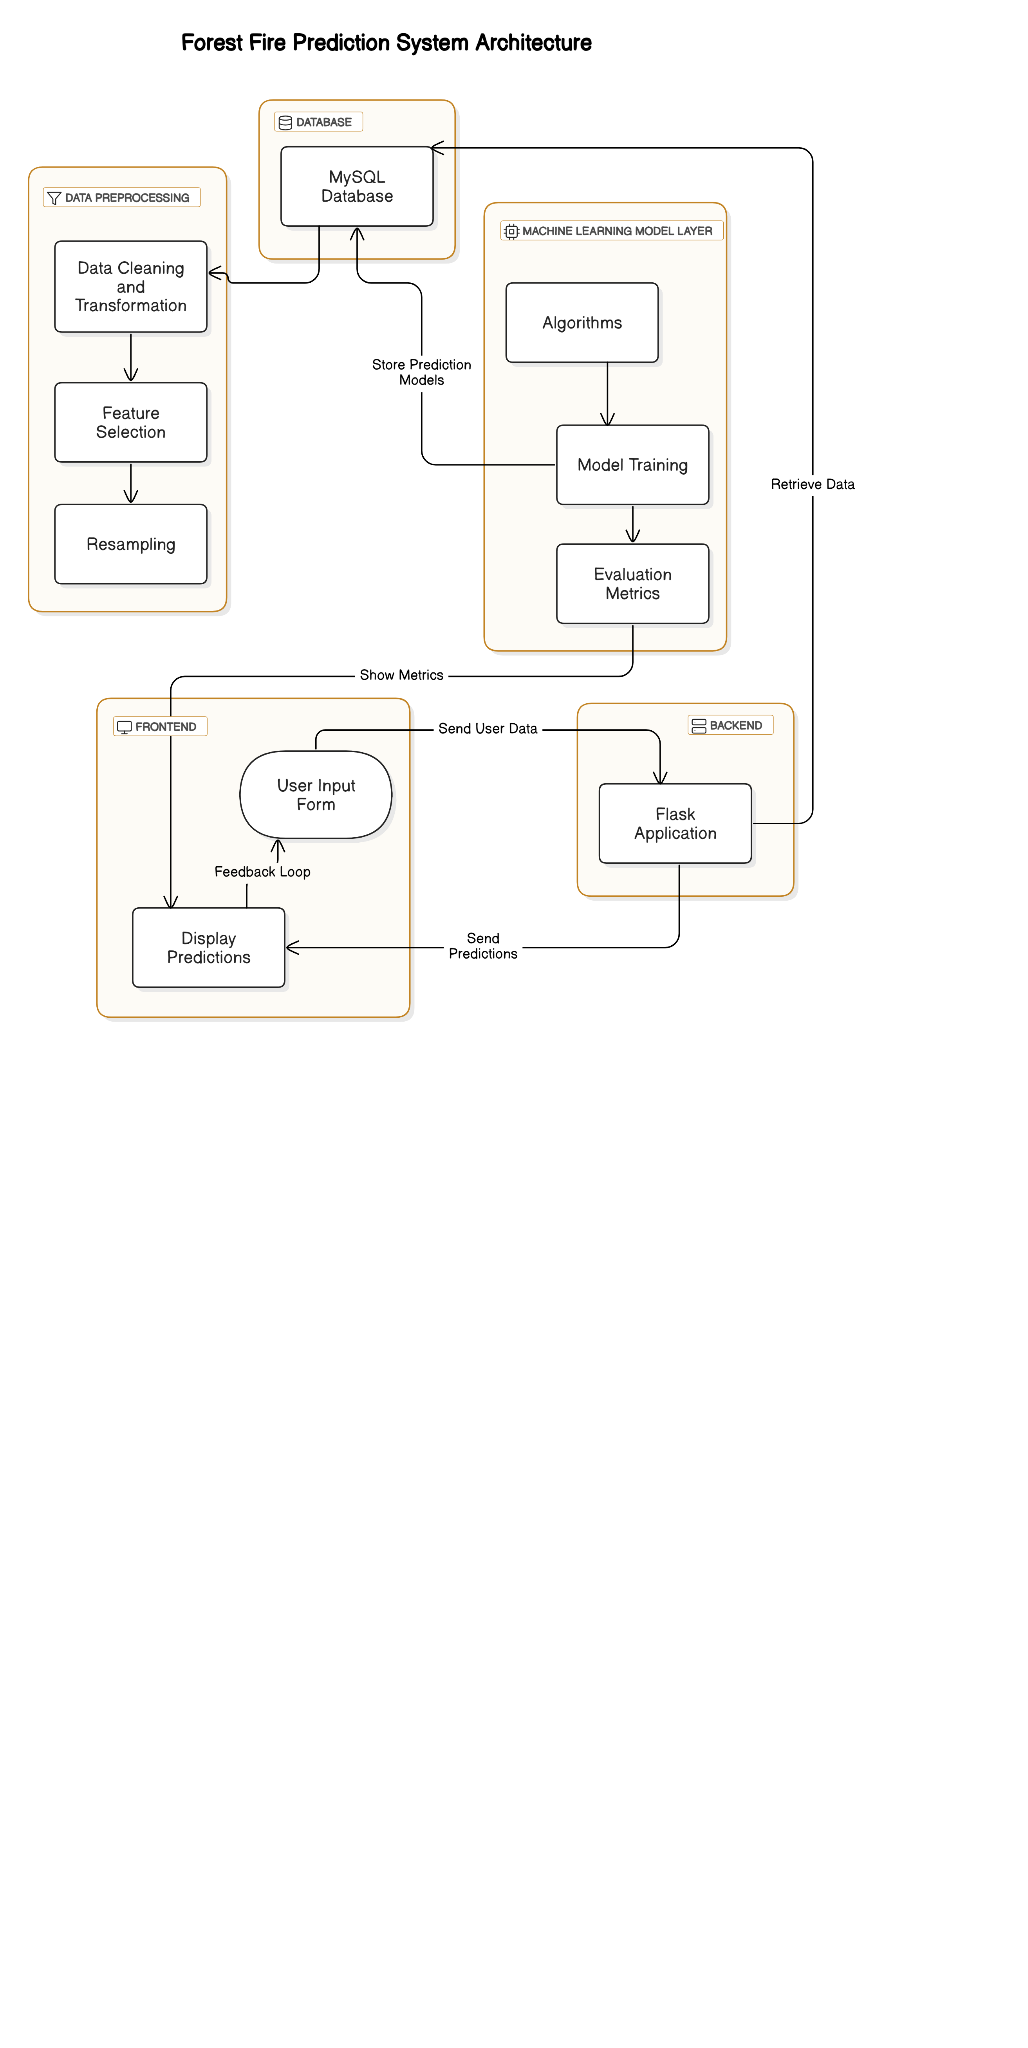 Forest Fire Prediction System Architecture
DATABASE
MySQL
Database
DATA PREPROCESSING
Data Cleaning
and
Transformation
Feature
Selection
Resampling
MACHINE LEARNING MODEL LAYER
Algorithms
Store Prediction
Models
Model Training
Retrieve Data
Evaluation
Metrics
Show Metrics
FRONTEND
Send User Data
BACKEND
User Input
Form
Flask
Application
Feedback Loop
Display
Predictions
Send
Predictions